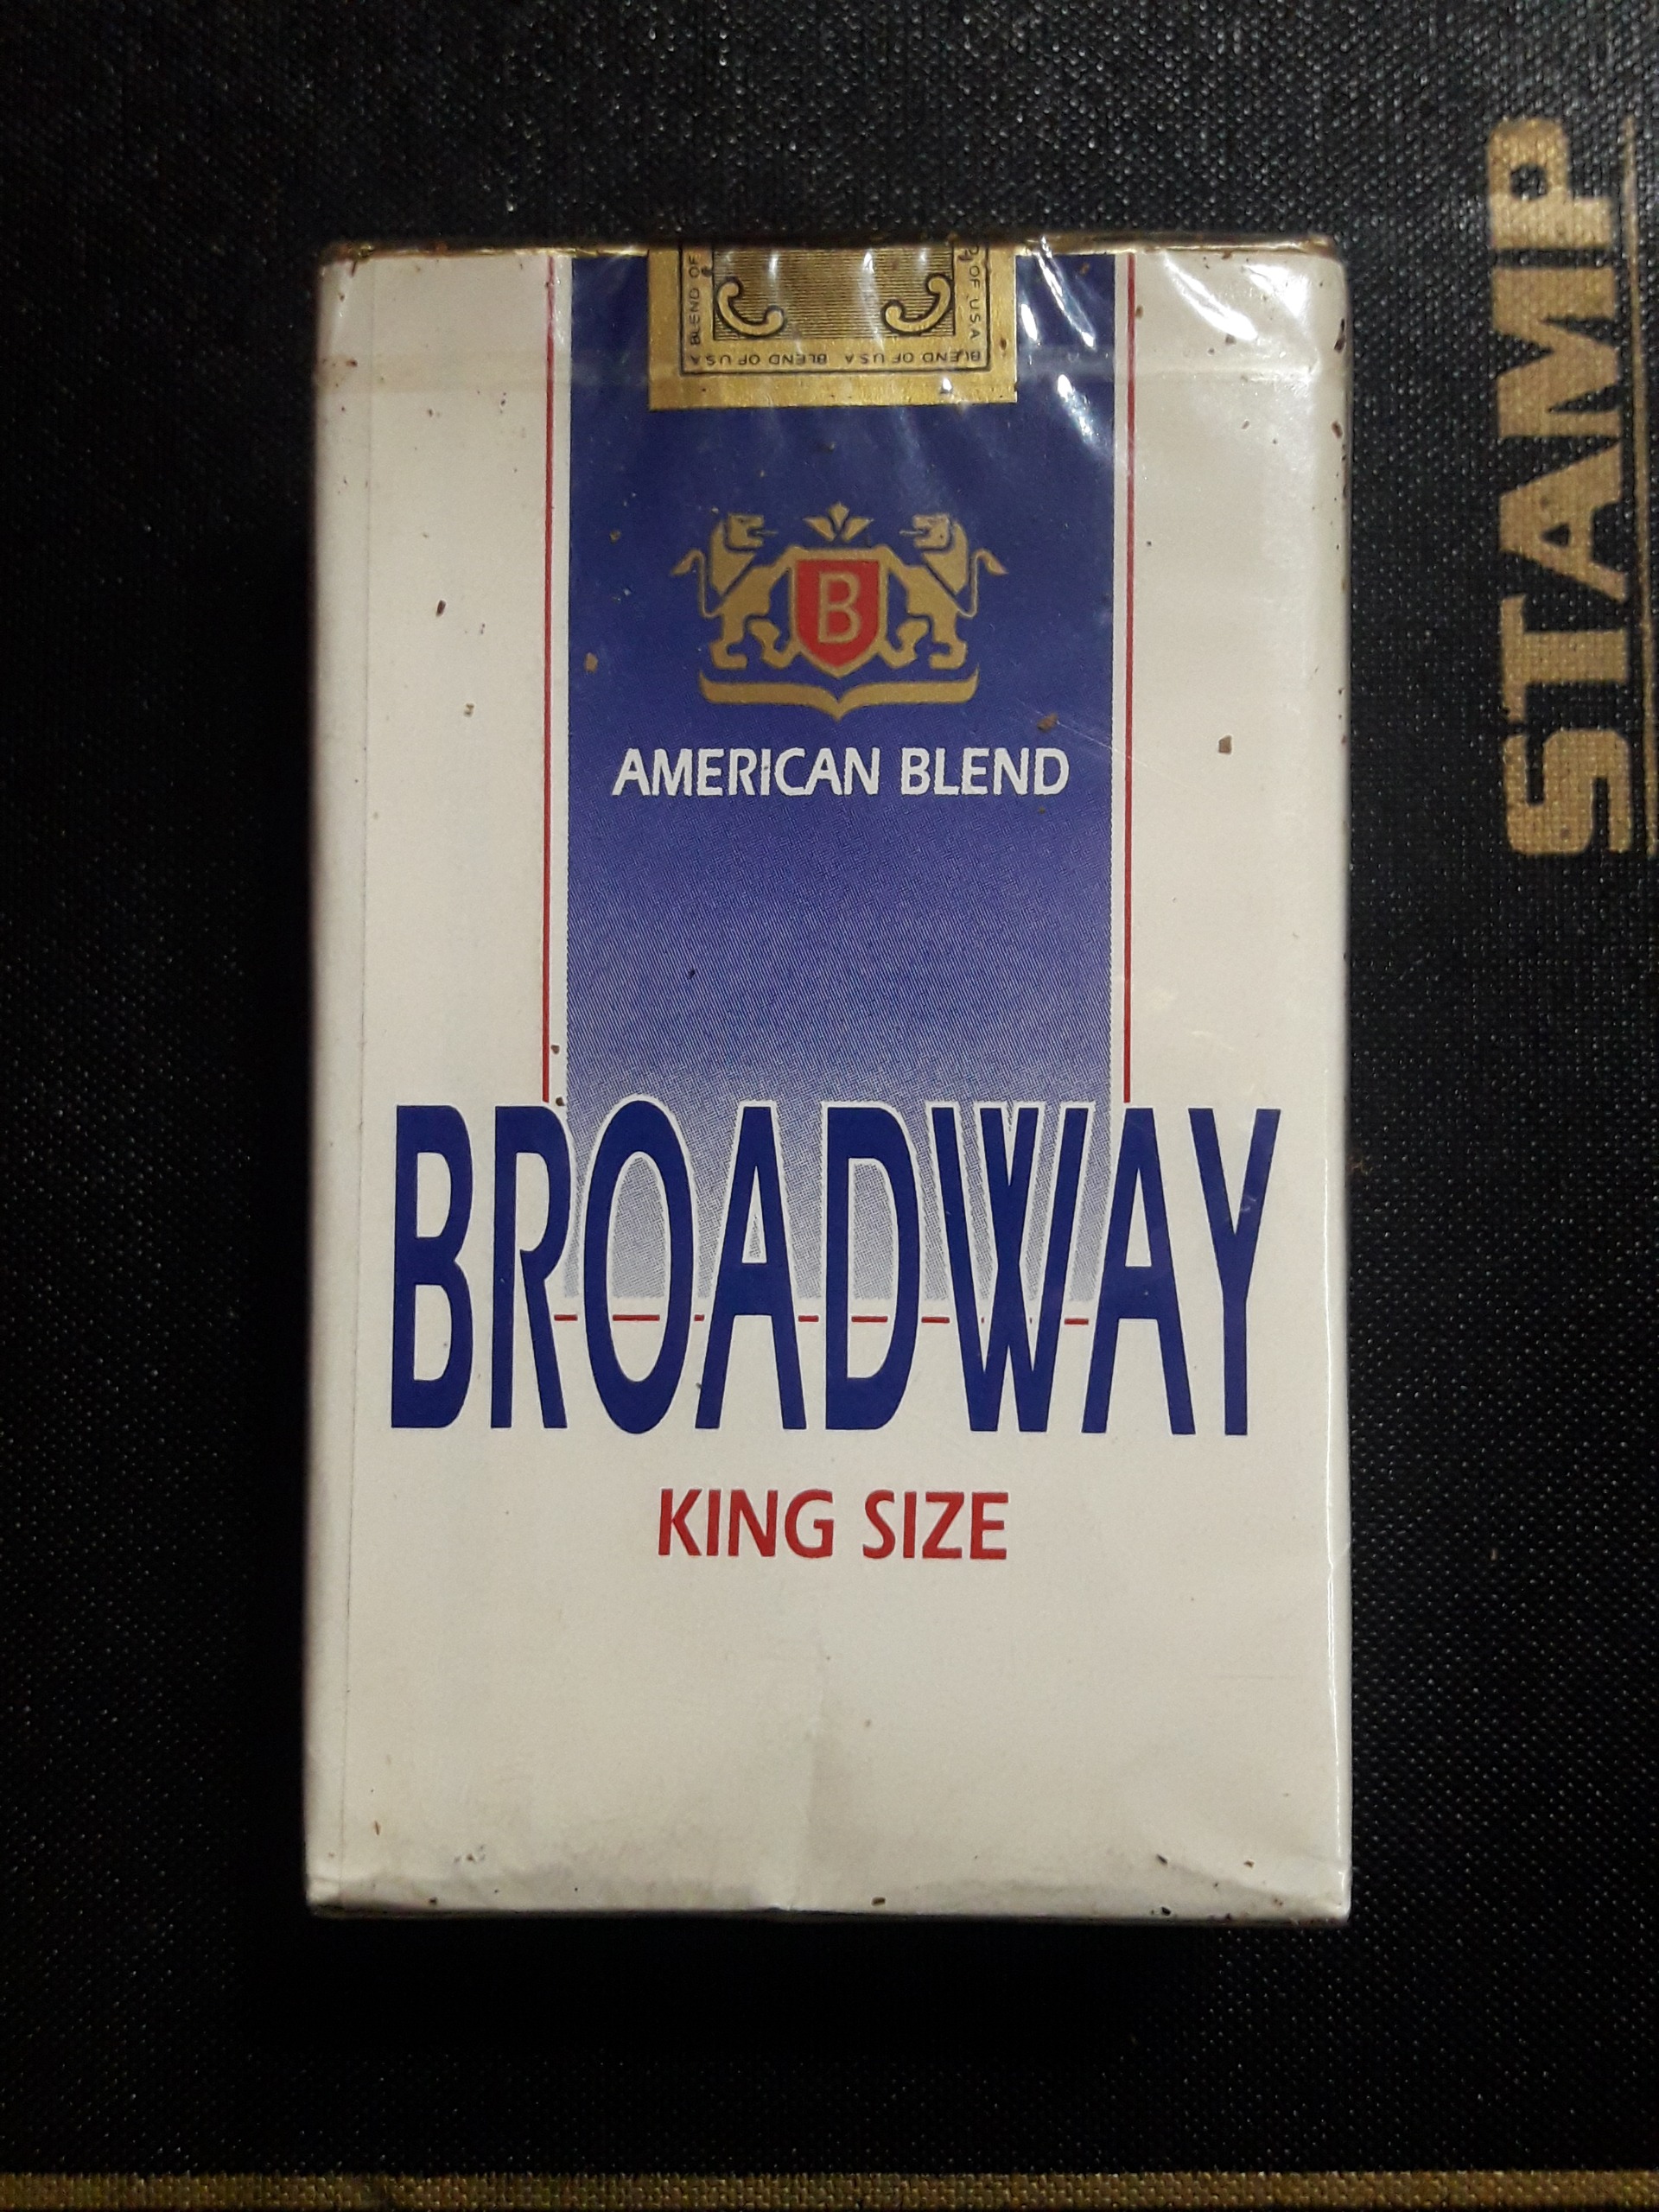 BLEND OF
OF USA
BLEND OF USA BLEND OF USA
B
AMERICAN BLEND
BROADWAY
KING SIZE
STAMP